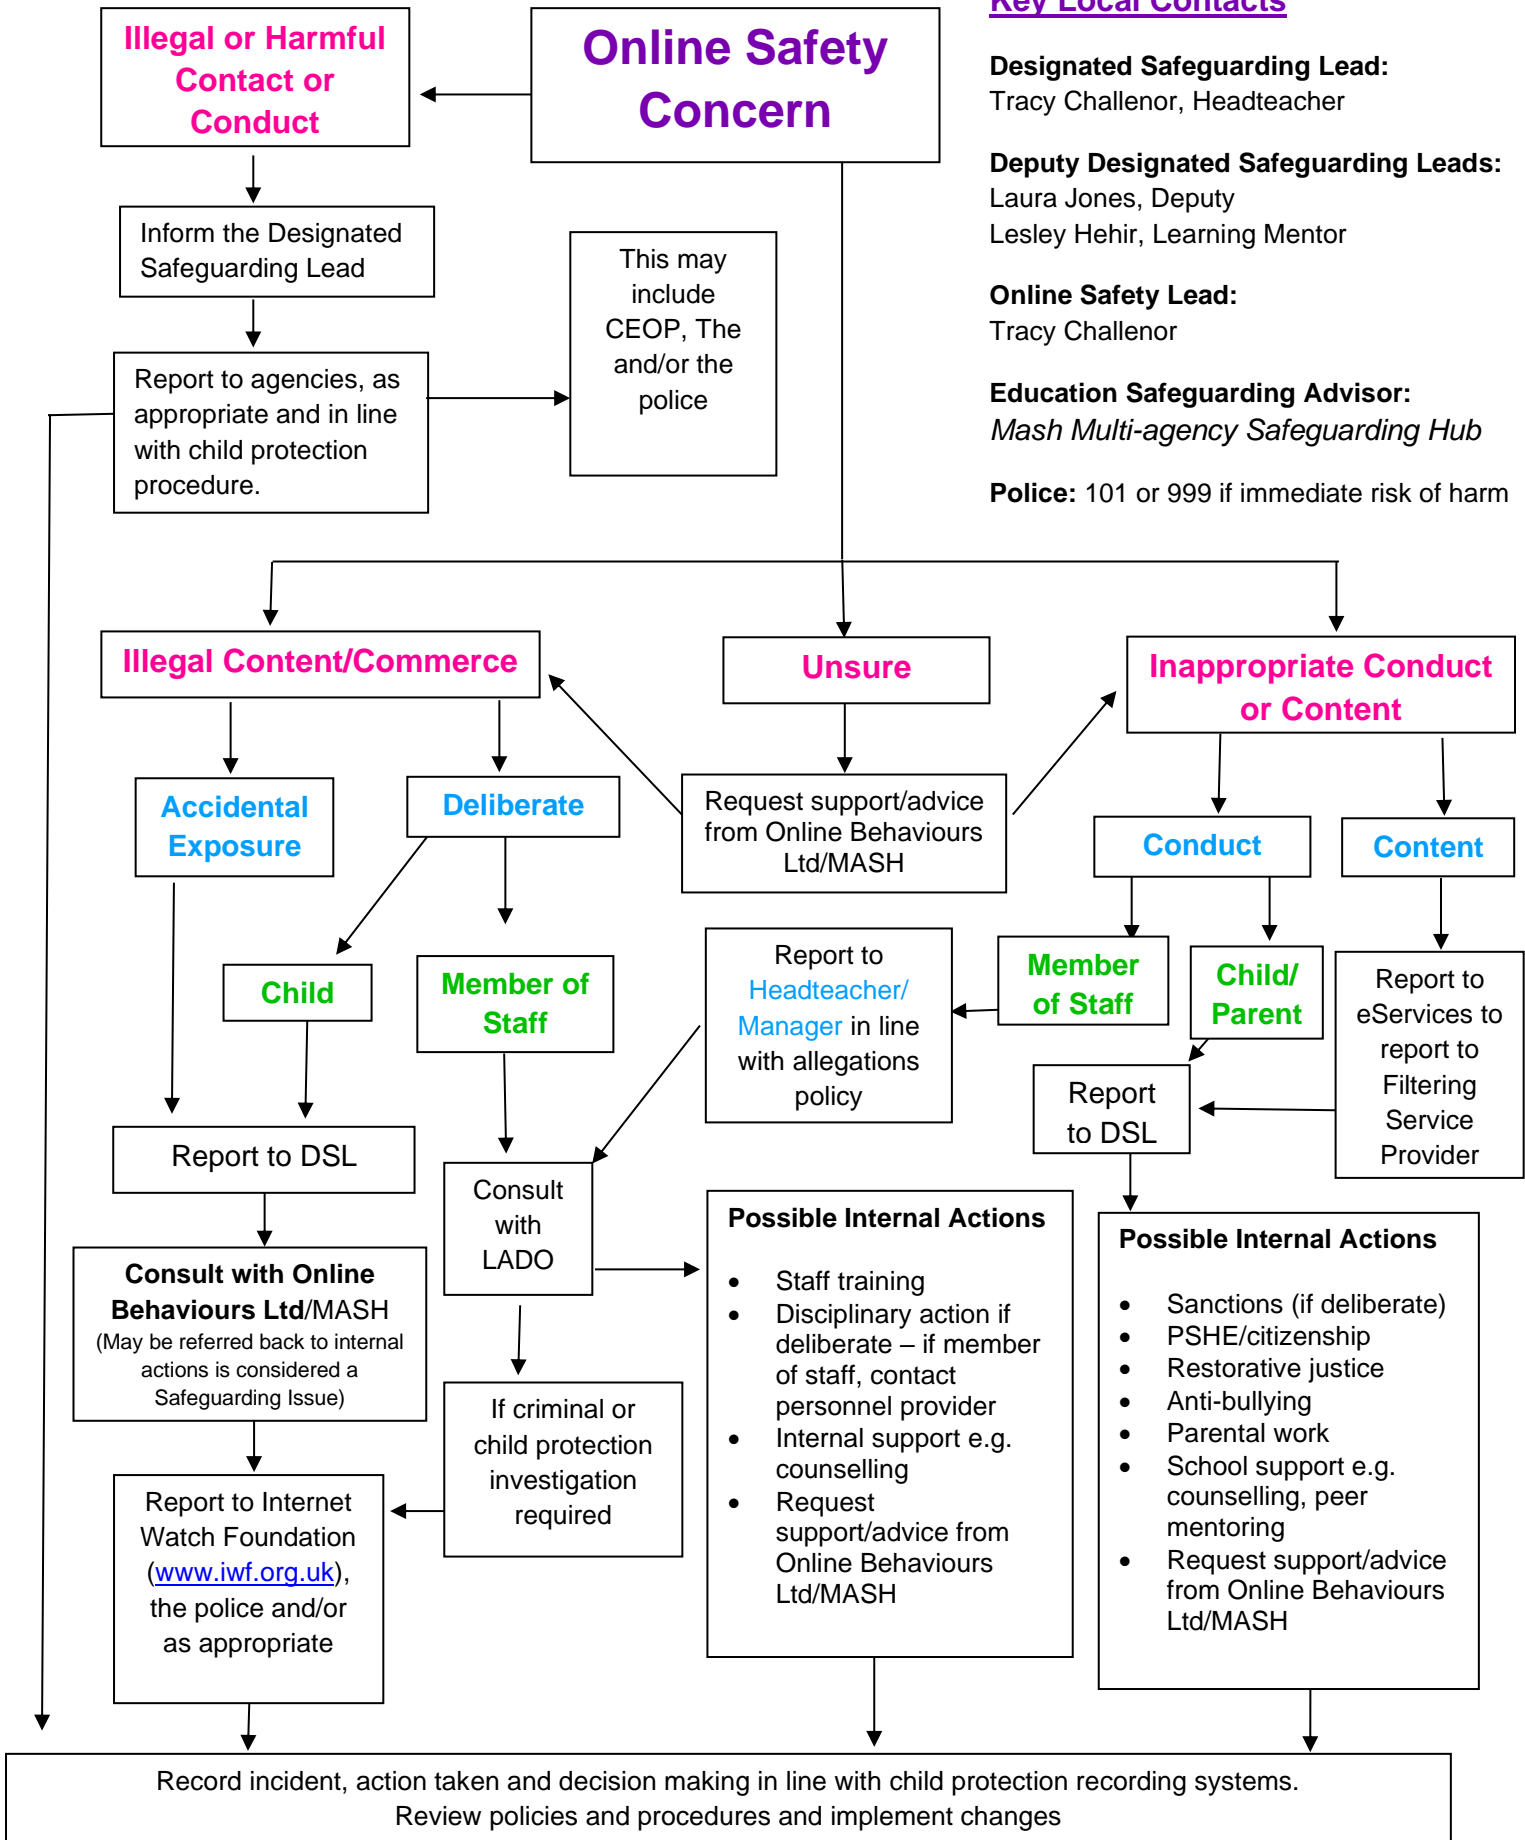 Key Local Contacts
Illegal or Harmful
Contact or
Conduct
Online Safety
Concern
Designated Safeguarding Lead:
Tracy Challenor, Headteacher
Deputy Designated Safeguarding Leads:
Laura Jones, Deputy
Lesley Hehir, Learning Mentor
Online Safety Lead:
Tracy Challenor
Education Safeguarding Advisor:
Mash Multi-agency Safeguarding Hub
Police: 101 or 999 if immediate risk of harm
Inform the Designated
Safeguarding Lead
This may
include
CEOP, The
and/or the
police
Report to agencies, as
appropriate and in line
with child protection
procedure.
Illegal Content/Commerce
Unsure
Inappropriate Conduct
or Content
Accidental
Exposure
Deliberate
Request support/advice
from Online Behaviours
Ltd/MASH
Conduct
Content
Child
Member of
Staff
Report to
Headteacher/
Manager in line
with allegations
policy
Member
of Staff
Child/
Parent
Report to
eServices to
report to
Filtering
Service
Provider
Report
to DSL
Report to DSL
Consult
with
LADO
Consult with Online
Behaviours Ltd/MASH
(May be referred back to internal
actions is considered a
Safeguarding Issue)
If criminal or
child protection
investigation
required
Report to Internet
Watch Foundation
(www.iwf.org.uk),
the police and/or
as appropriate
Possible Internal Actions
• Staff training
• Disciplinary action if
deliberate – if member
of staff, contact
personnel provider
• Internal support e.g.
counselling
• Request
support/advice from
Online Behaviours
Ltd/MASH
Possible Internal Actions
• Sanctions (if deliberate)
• PSHE/citizenship
• Restorative justice
• Anti-bullying
• Parental work
• School support e.g.
counselling, peer
mentoring
• Request support/advice
from Online Behaviours
Ltd/MASH
Record incident, action taken and decision making in line with child protection recording systems.
Review policies and procedures and implement changes